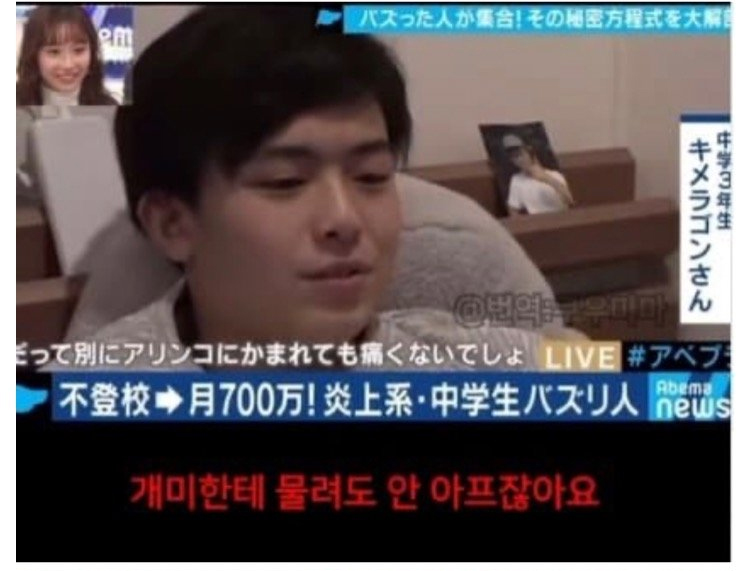 バズった人が集合!その秘密方程式を大解
中学3年生
キメラゴンさん
だって別にアリンコにかまれても痛くないでしょ
LIVE #アベプラ
不登校➡月700万!炎上系・中学生バズリ人
Abema news
개미한테 물려도 안 아프잖아요